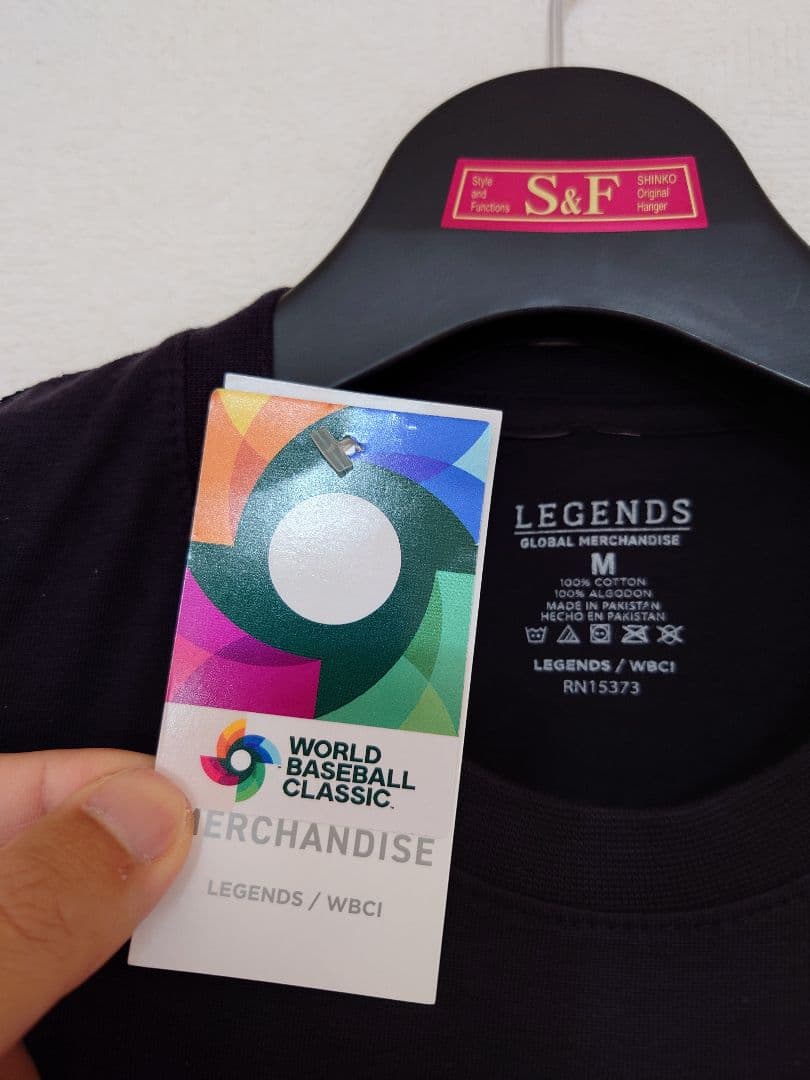 Style
and
Functions
S&F
SHINKO
Original
Hanger
LEGENDS
GLOBAL MERCHANDISE
M
100% COTTON
100% ALGODON
MADE IN PAKISTAN
HECHO EN PAKISTAN
LEGENDS / WBCI
RN15373
WORLD
BASEBALL
CLASSIC™
MERCHANDISE
LEGENDS / WBCI